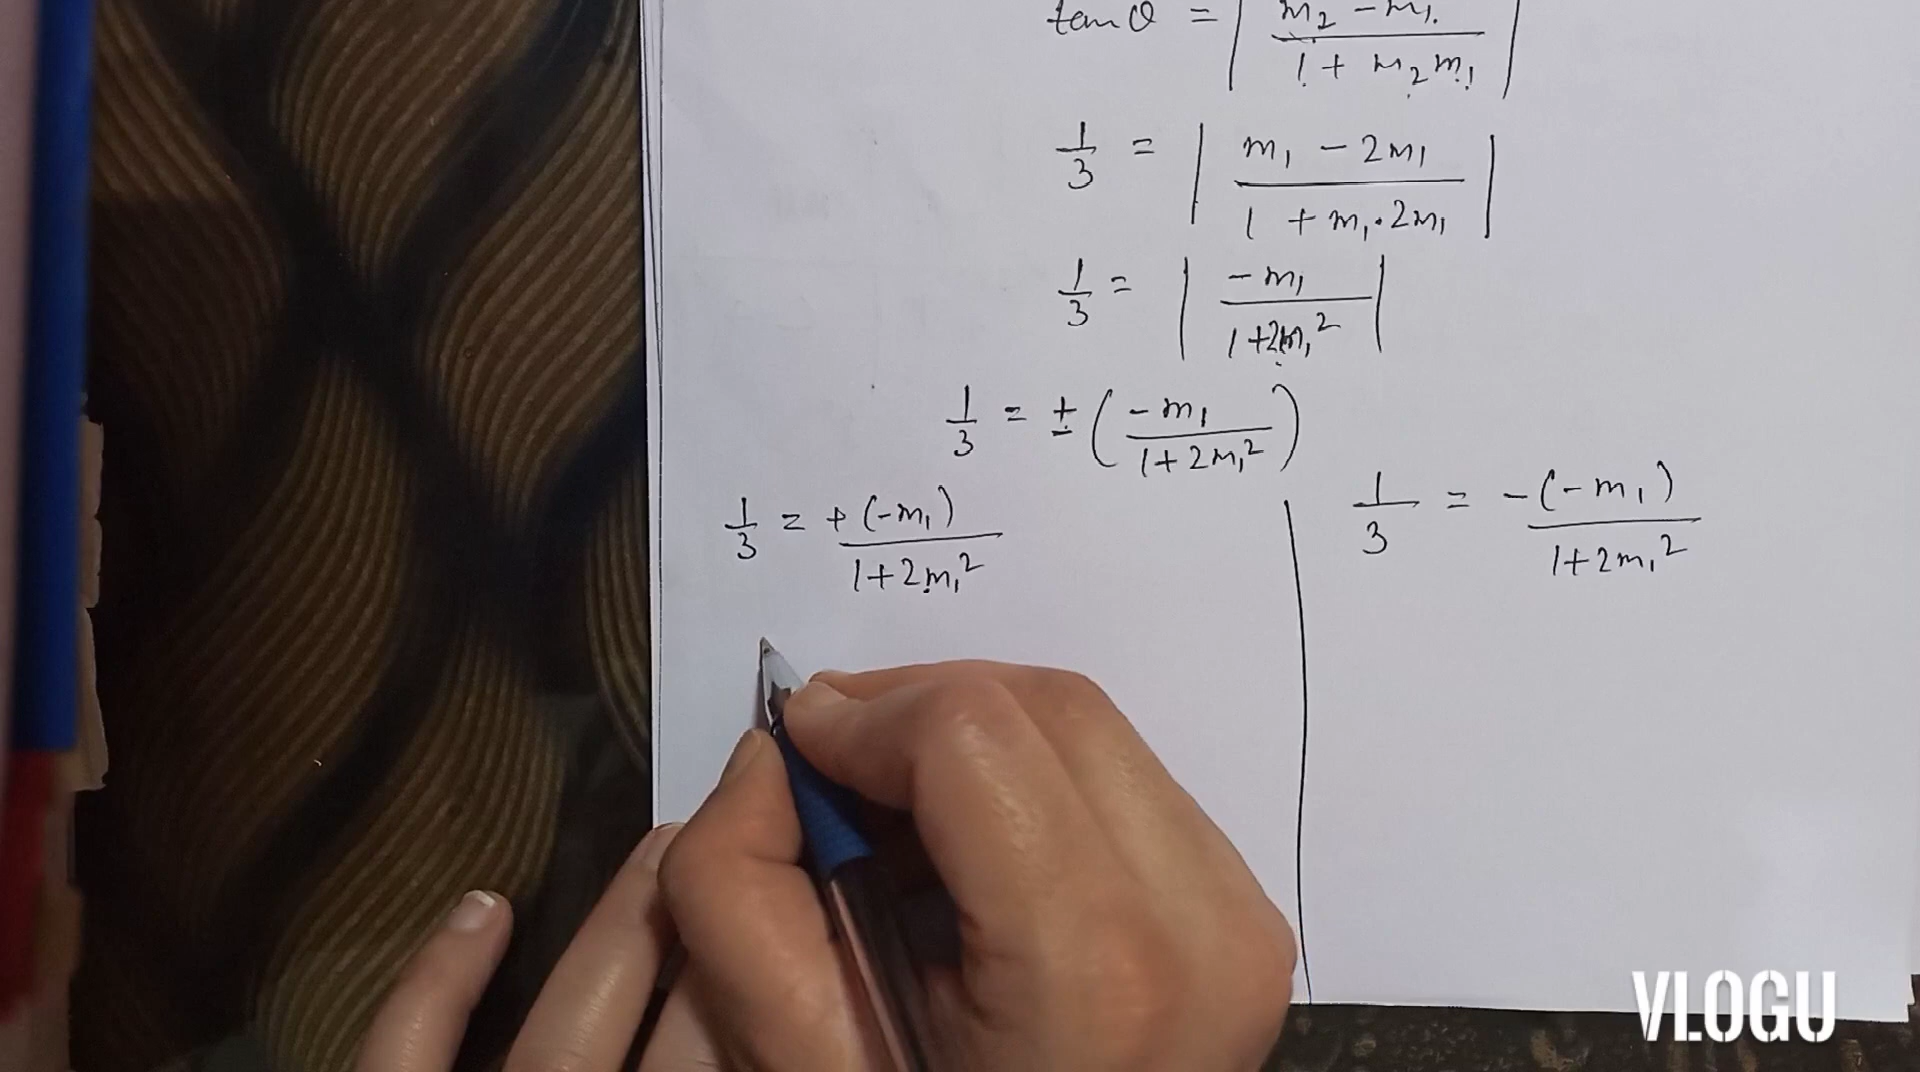 tan θ = | m₂ - m₁ / 1 + m₂m₁ |
1/3 = | m₁ - 2m₁ / 1 + m₁.2m₁ |
1/3 = | -m₁ / 1+2m₁² |
1/3 = ± ( -m₁ / 1+2m₁² )
1/3 = +(-m₁) / 1+2m₁²
1/3 = -(-m₁) / 1+2m₁²
VLOGU